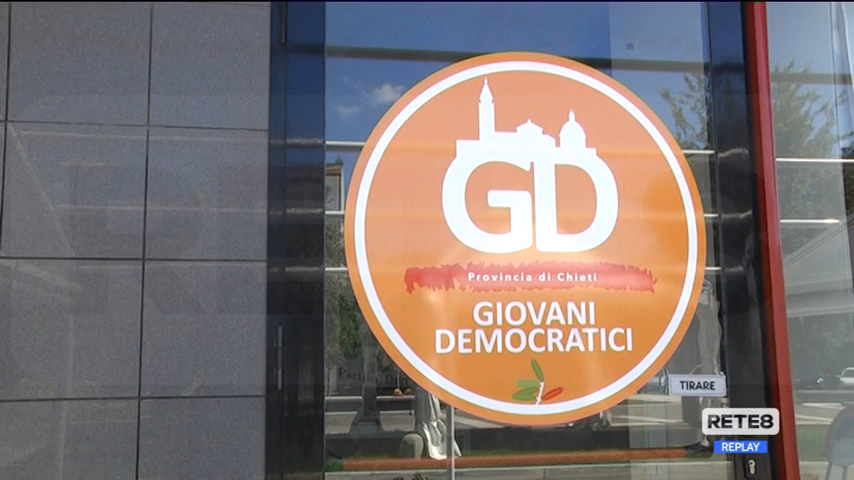 GD
Provincia di Chieti
GIOVANI
DEMOCRATICI
TIRARE
RETE8
REPLAY